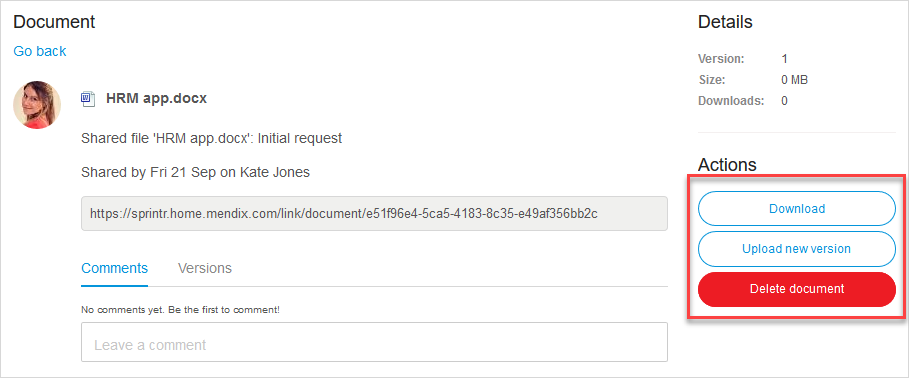 Document
Go back
HRM app.docx
Shared file 'HRM app.docx': Initial request
Shared by Fri 21 Sep on Kate Jones
https://sprintr.home.mendix.com/link/document/e51f96e4-5ca5-4183-8c35-e49af356bb2c
Comments Versions
No comments yet. Be the first to comment!
Leave a comment
Details
Version: 1
Size: 0 MB
Downloads: 0
Actions
Download
Upload new version
Delete document